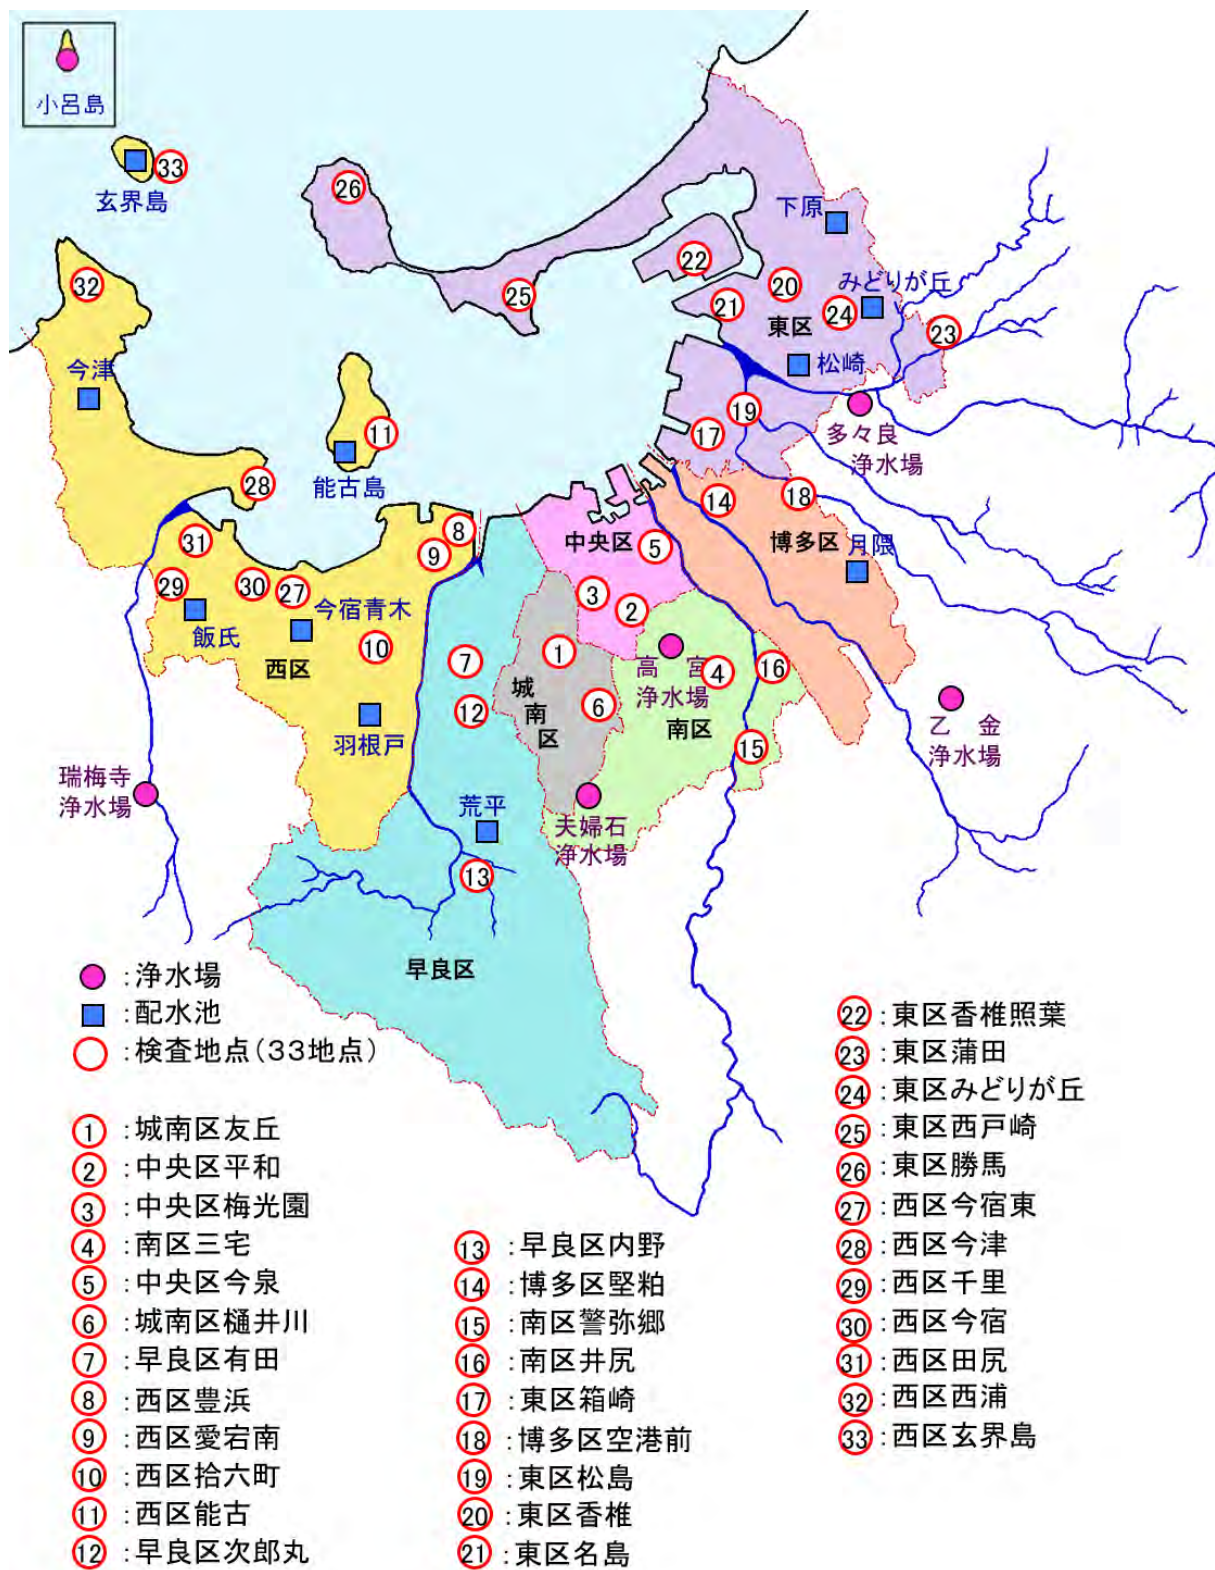 小呂島
33
玄界島
26
下原
22
32
25
21
20
みどりが丘
24
東区
23
今津
松崎
19
多々良
浄水場
11
17
能古島
28
14
18
8
中央区
5
博多区
月隈
31
9
29
30
27
今宿青木
3
2
飯氏
10
西区
7
1
高 宮
浄水場
4
16
城
南
区
6
12
羽根戸
南区
15
乙 金
浄水場
瑞梅寺
浄水場
荒平
夫婦石
浄水場
13
早良区
:浄水場
:配水池
:検査地点(33地点)
1:城南区友丘
2:中央区平和
3:中央区梅光園
4:南区三宅
5:中央区今泉
6:城南区樋井川
7:早良区有田
8:西区豊浜
9:西区愛宕南
10:西区拾六町
11:西区能古
12:早良区次郎丸
13:早良区内野
14:博多区堅粕
15:南区警弥郷
16:南区井尻
17:東区箱崎
18:博多区空港前
19:東区松島
20:東区香椎
21:東区名島
22:東区香椎照葉
23:東区蒲田
24:東区みどりが丘
25:東区西戸崎
26:東区勝馬
27:西区今宿東
28:西区今津
29:西区千里
30:西区今宿
31:西区田尻
32:西区西浦
33:西区玄界島